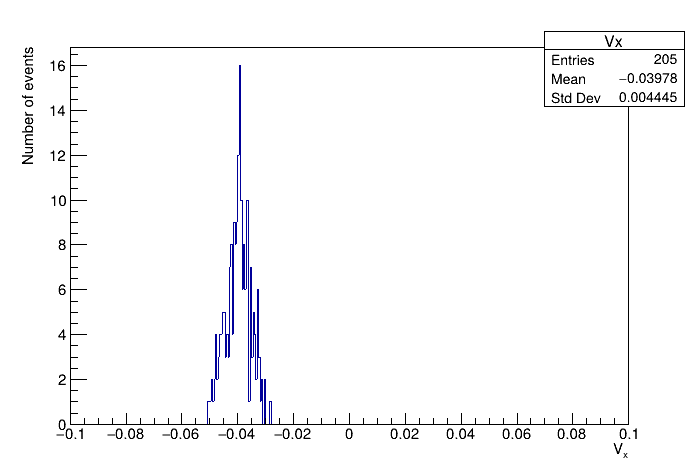 Vx
Entries 205
Mean −0.03978
Std Dev 0.004445
Number of events
16
14
12
10
8
6
4
2
0
−0.1 −0.08 −0.06 −0.04 −0.02 0 0.02 0.04 0.06 0.08 0.1
Vx